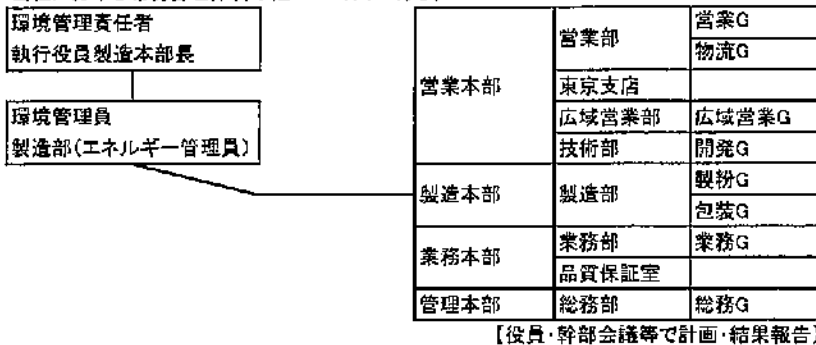 環境管理責任者
執行役員製造本部長
環境管理員
製造部(エネルギー管理員)
営業本部
営業部
営業G
物流G
東京支店
広域営業部
広域営業G
技術部
開発G
製造本部
製造部
製粉G
包装G
業務本部
業務部
業務G
品質保証室
管理本部
総務部
総務G
【役員・幹部会議等で計画・結果報告】